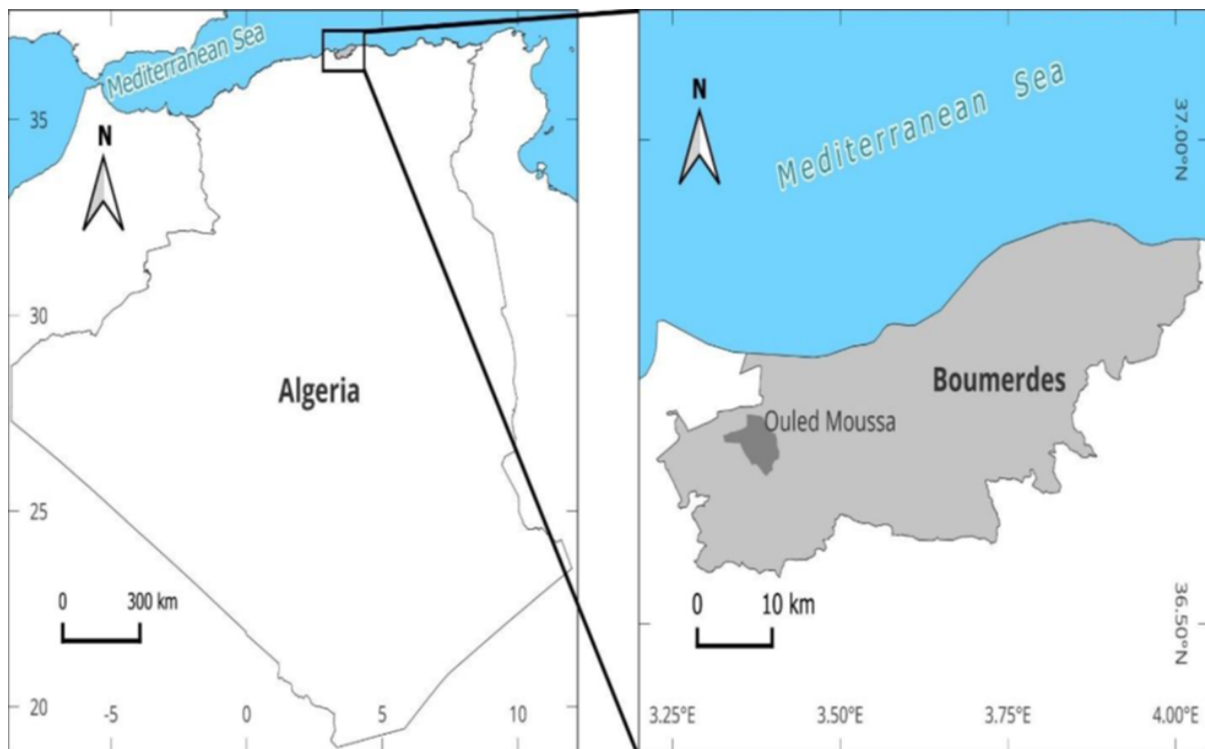 Mediterranean Sea
35
N
30
Algeria
25
0 300 km
20
-5 0 5 10
Mediterranean Sea
N
37.00°N
Boumerdes
Ouled Moussa
0 10 km
36.50°N
3.25°E 3.50°E 3.75°E 4.00°E